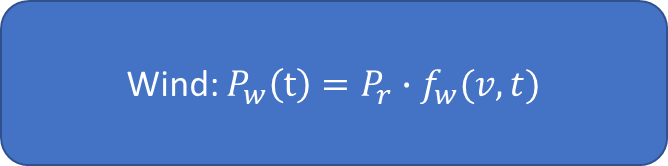 Wind: P_w(t) = P_r · f_w(v, t)